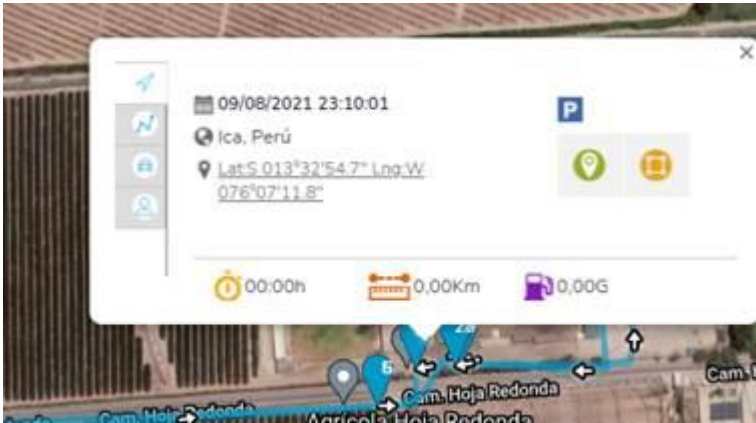 09/08/2021 23:10:01
P
Ica, Perú
Lat:S 013°32'54.7" Lng:W
076°07'11.8"
00:00h
0,00Km
0,00G
6
Cam. Hoja Redonda
Cam.
Cam. Hoja Redonda
Agrícola Hoja Redonda